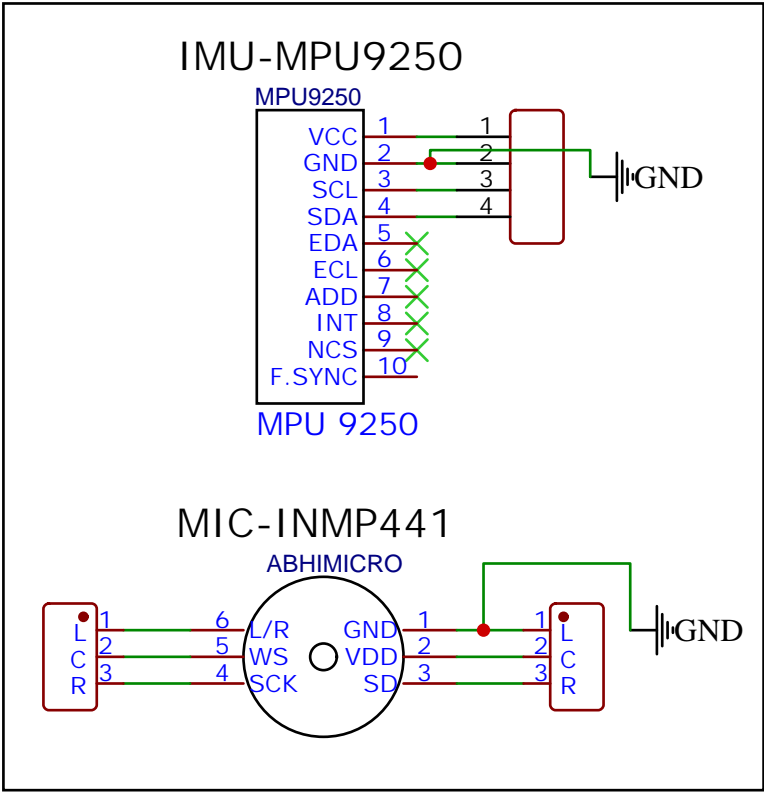 IMU-MPU9250
MPU9250
VCC 1 1
GND 2 2 GND
SCL 3 3
SDA 4 4
EDA 5
ECL 6
ADD 7
INT 8
NCS 9
F.SYNC 10
MPU 9250
MIC-INMP441
ABHIMICRO
L 1 6 L/R GND 1 1 L GND
C 2 5 WS VDD 2 2 C
R 3 4 SCK SD 3 3 R